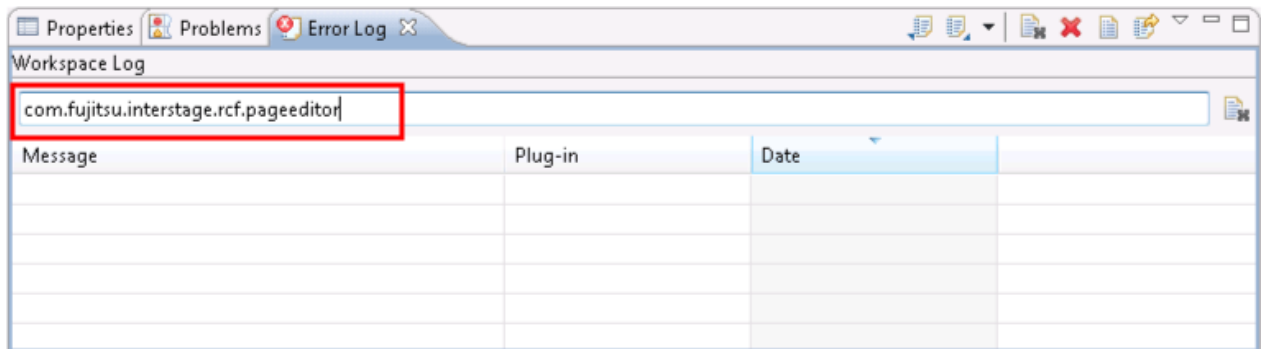 Properties Problems Error Log
Workspace Log
com.fujitsu.interstage.rcf.pageeditor
Message Plug-in Date